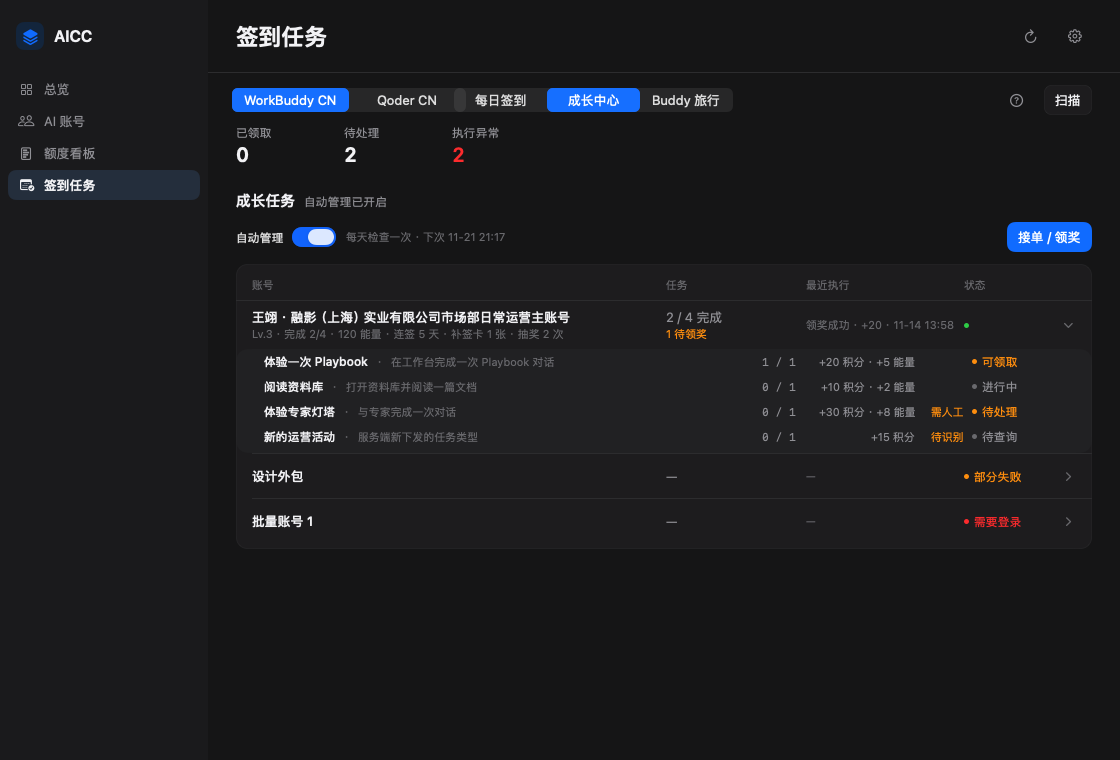 AICC
总览
AI 账号
额度看板
签到任务
签到任务
WorkBuddy CN Qoder CN 每日签到 成长中心 Buddy 旅行 扫描
已领取 待处理 执行异常
0 2 2
成长任务 自动管理已开启
自动管理 每天检查一次 · 下次 11-21 21:17 接单 / 领奖
账号 任务 最近执行 状态
王翊 · 融影（上海）实业有限公司市场部日常运营主账号 2 / 4 完成 领奖成功 · +20 · 11-14 13:58
Lv.3 · 完成 2/4 · 120 能量 · 连签 5 天 · 补签卡 1 张 · 抽奖 2 次 1 待领奖
体验一次 Playbook · 在工作台完成一次 Playbook 对话 1 / 1 +20 积分 · +5 能量 可领取
阅读资料库 · 打开资料库并阅读一篇文档 0 / 1 +10 积分 · +2 能量 进行中
体验专家灯塔 · 与专家完成一次对话 0 / 1 +30 积分 · +8 能量 需人工 待处理
新的运营活动 · 服务端新下发的任务类型 0 / 1 +15 积分 待识别 待查询
设计外包 — — 部分失败
批量账号 1 — — 需要登录